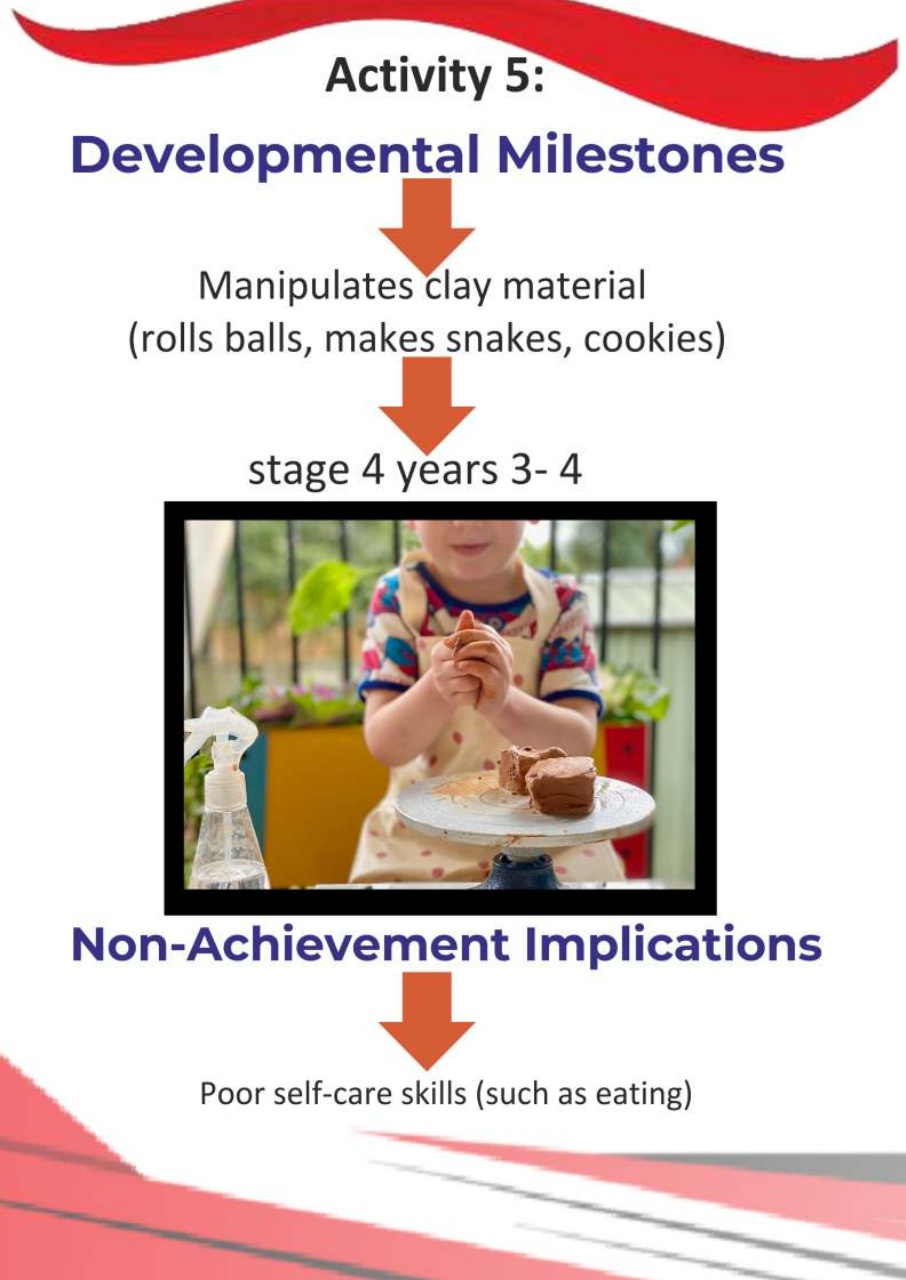 Activity 5:
Developmental Milestones
Manipulates clay material
(rolls balls, makes snakes, cookies)
stage 4 years 3- 4
Non-Achievement Implications
Poor self-care skills (such as eating)